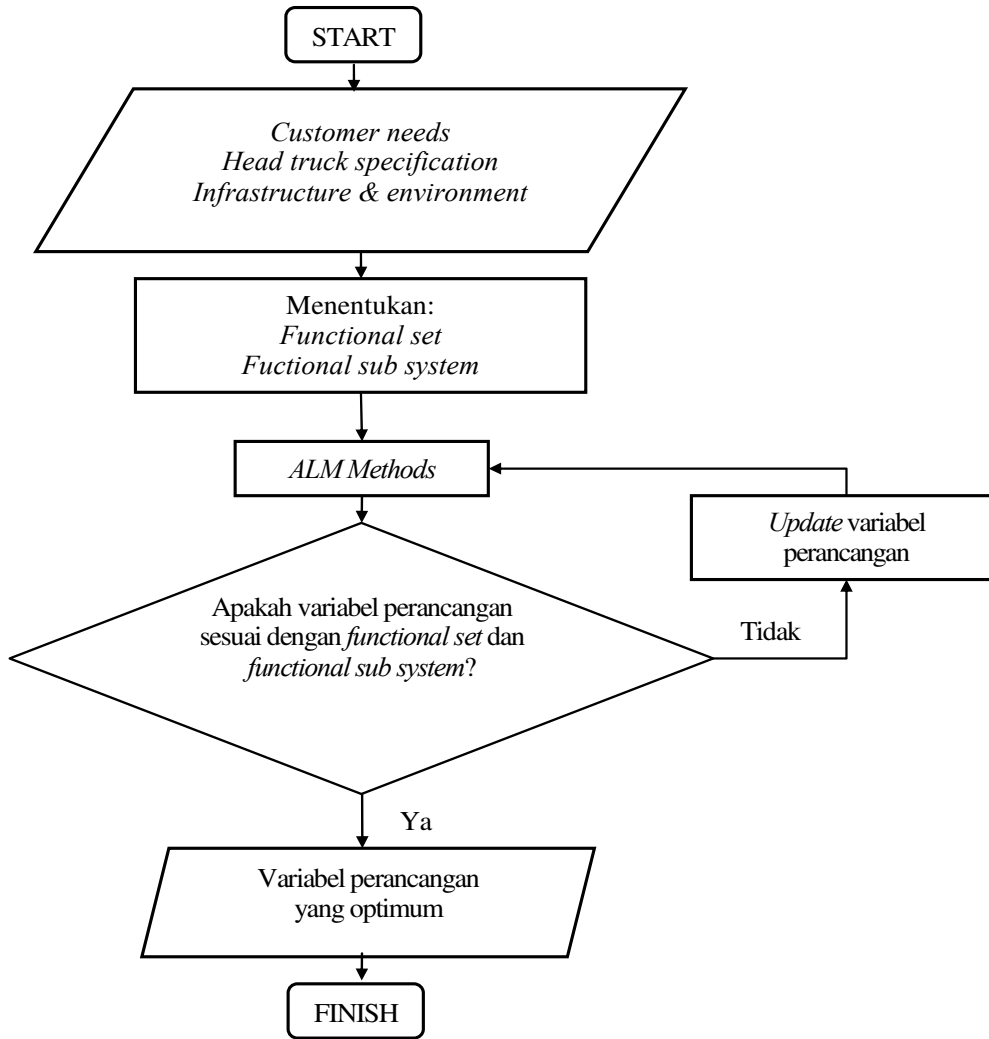 START
Customer needs
Head truck specification
Infrastructure & environment
Menentukan:
Functional set
Fuctional sub system
ALM Methods
Update variabel
perancangan
Apakah variabel perancangan
sesuai dengan functional set dan
functional sub system?
Tidak
Ya
Variabel perancangan
yang optimum
FINISH